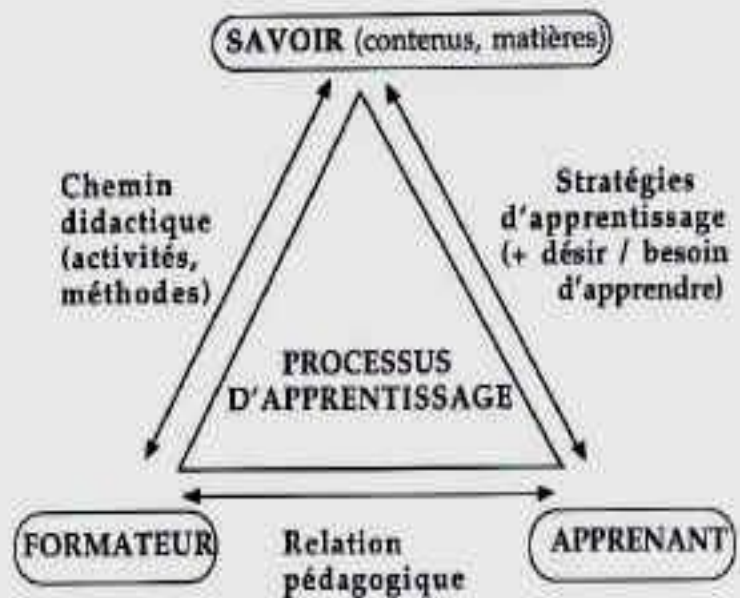 SAVOIR (contenus, matières)
Chemin
didactique
(activités,
méthodes)
Stratégies
d'apprentissage
(+ désir / besoin
d'apprendre)
PROCESSUS
D'APPRENTISSAGE
FORMATEUR
Relation
pédagogique
APPRENANT